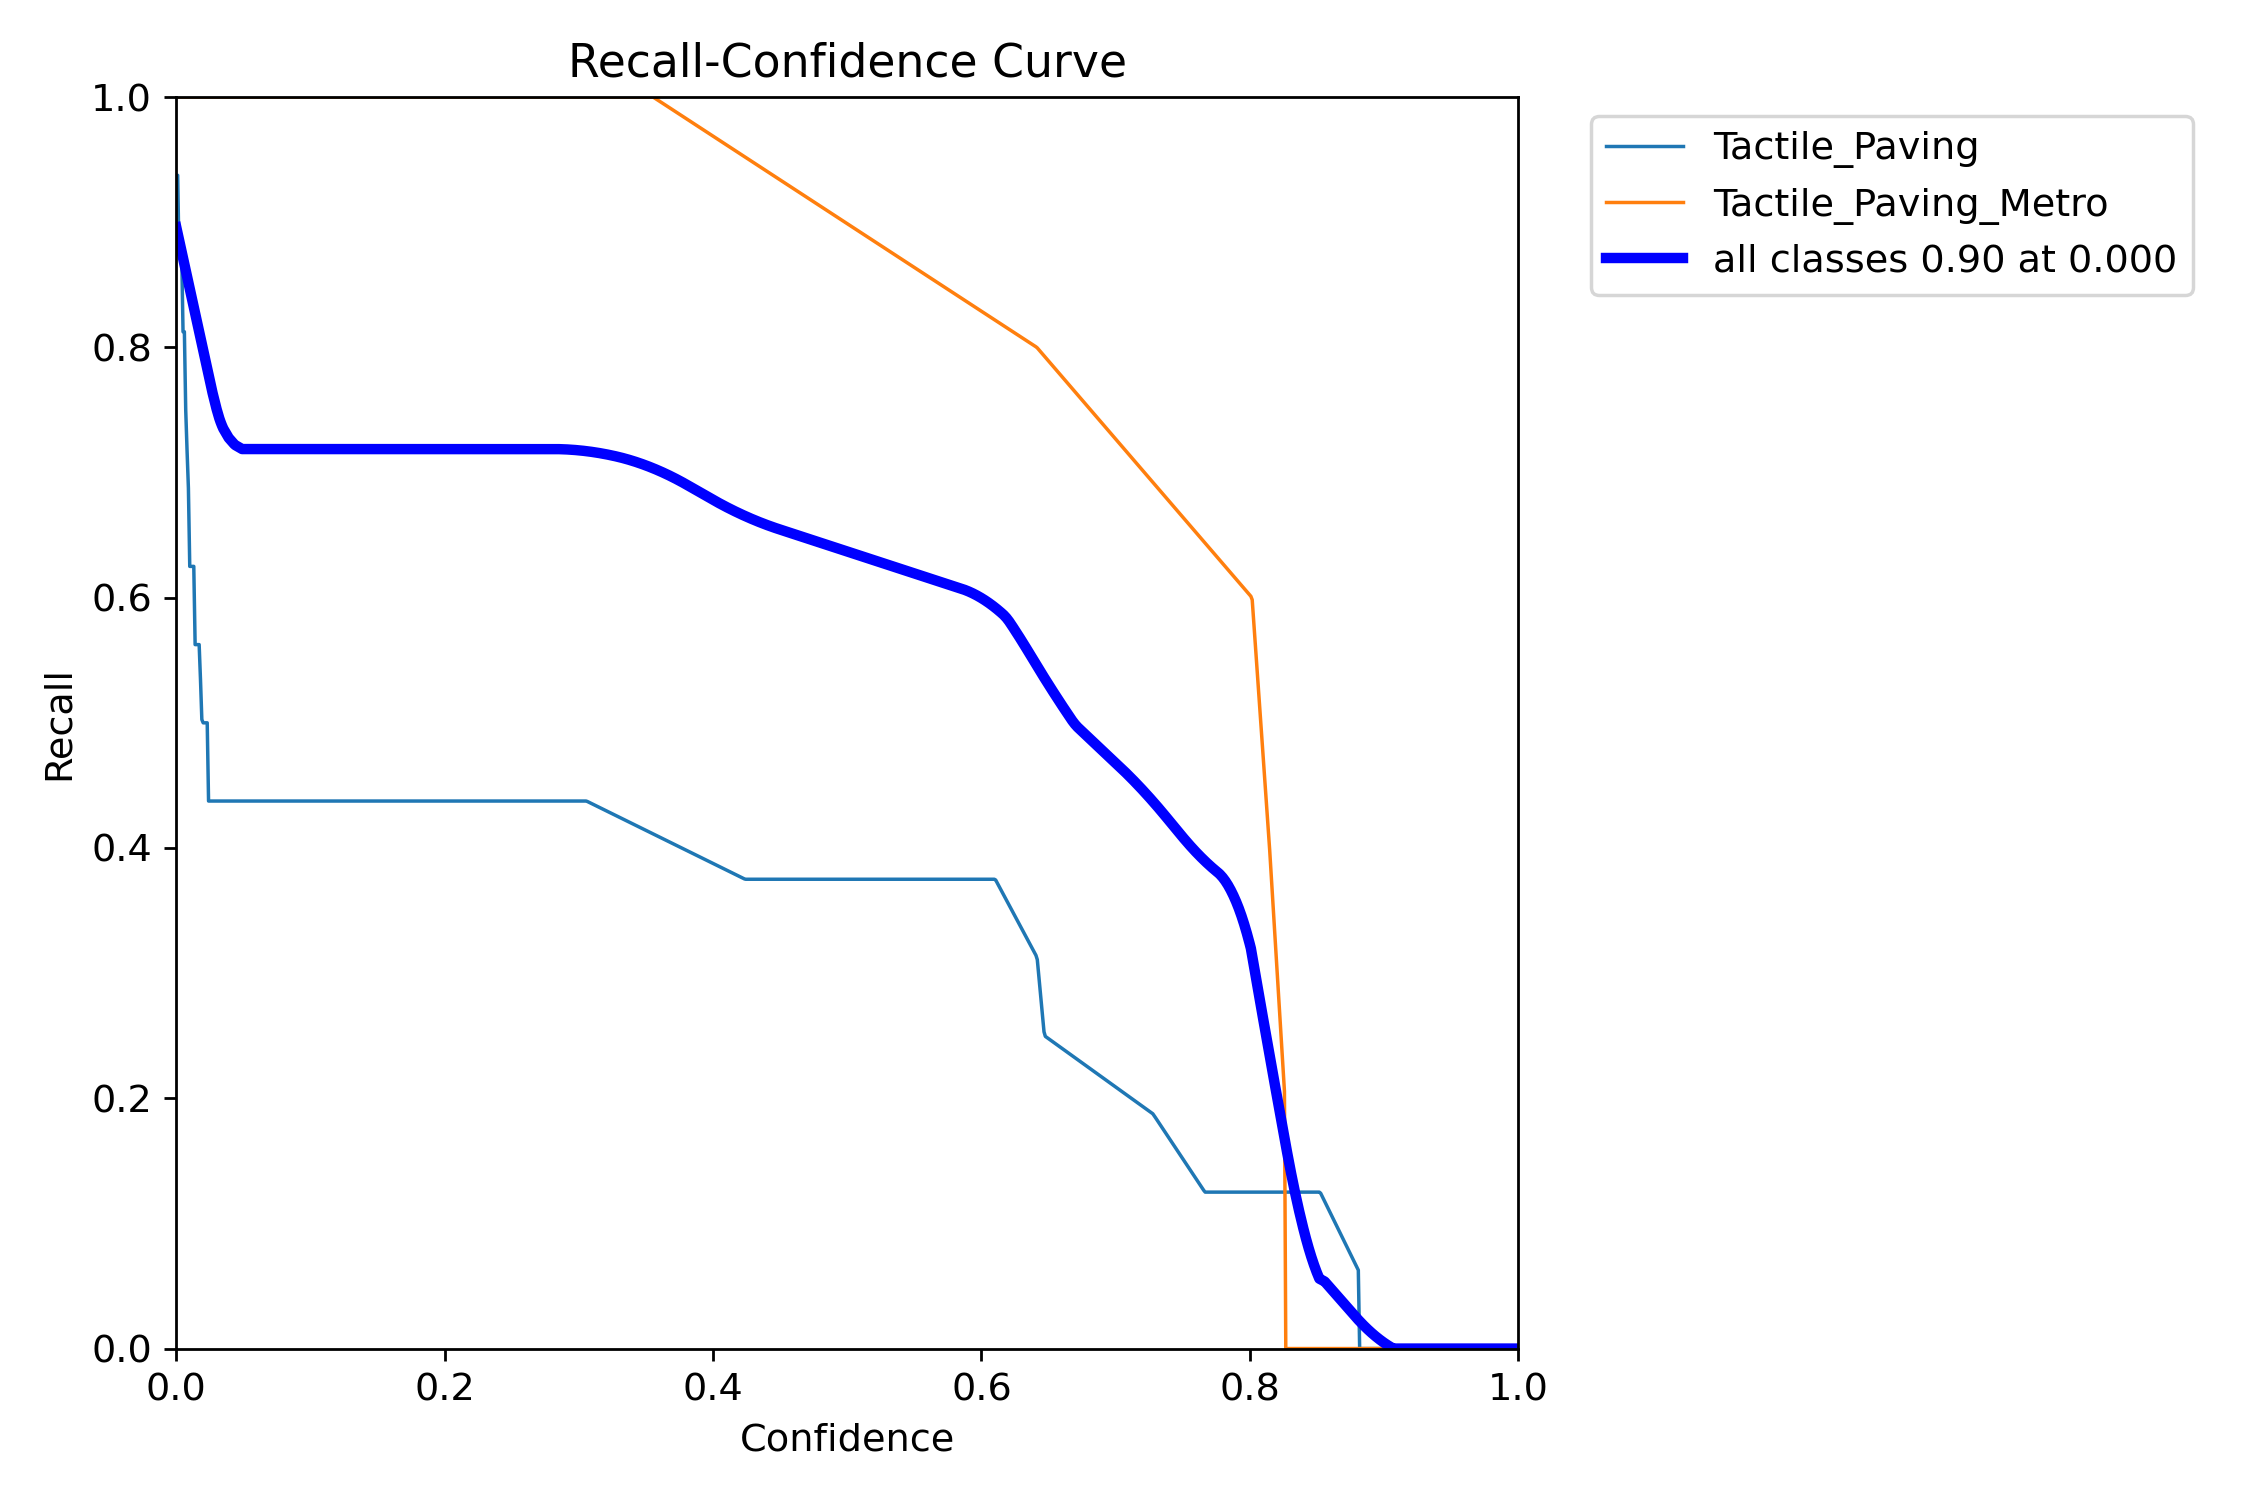 Recall-Confidence Curve
1.0
0.8
0.6
0.4
0.2
0.0
Recall
0.0 0.2 0.4 0.6 0.8 1.0
Confidence
Tactile_Paving
Tactile_Paving_Metro
all classes 0.90 at 0.000